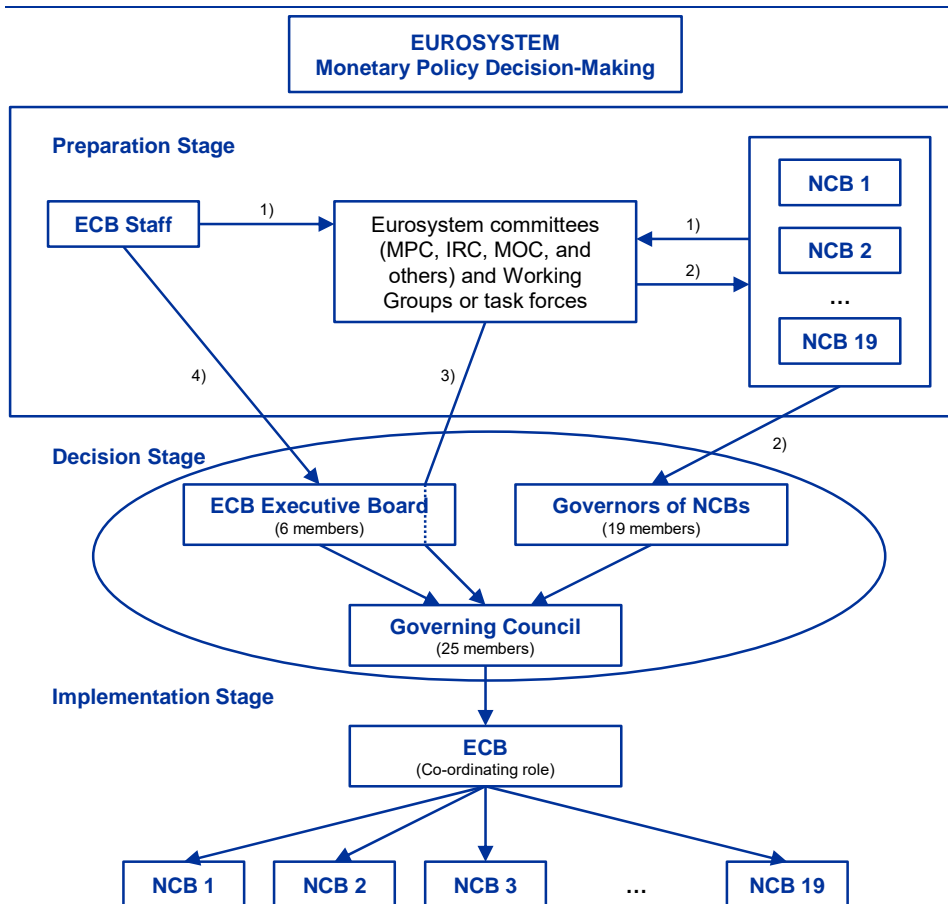 EUROSYSTEM
Monetary Policy Decision-Making
Preparation Stage
ECB Staff
1)
Eurosystem committees
(MPC, IRC, MOC, and
others) and Working
Groups or task forces
1)
2)
NCB 1
NCB 2
...
NCB 19
4)
3)
2)
Decision Stage
ECB Executive Board
(6 members)
Governors of NCBs
(19 members)
Governing Council
(25 members)
Implementation Stage
ECB
(Co-ordinating role)
NCB 1
NCB 2
NCB 3
...
NCB 19